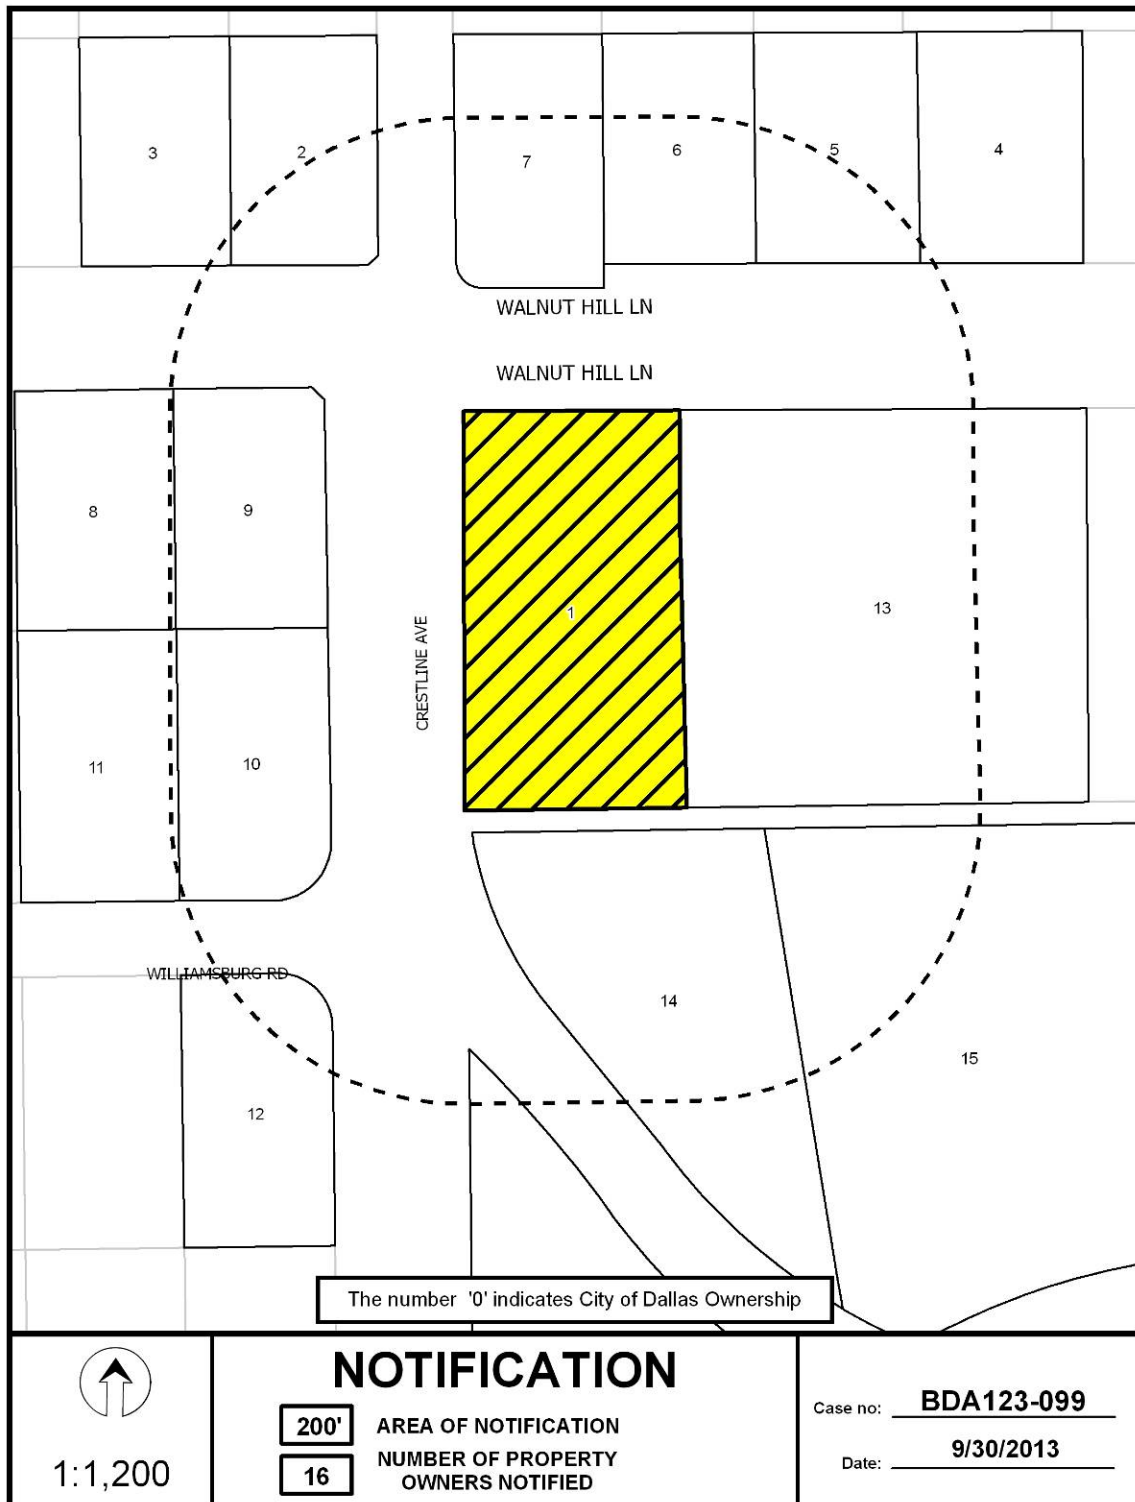 3
2
7
6
5
4
WALNUT HILL LN
WALNUT HILL LN
8
9
1
13
CRESTLINE AVE
11
10
WILLIAMSBURG RD
14
15
12
The number '0' indicates City of Dallas Ownership
1:1,200
NOTIFICATION
200' AREA OF NOTIFICATION
16 NUMBER OF PROPERTY
OWNERS NOTIFIED
Case no: BDA123-099
Date: 9/30/2013